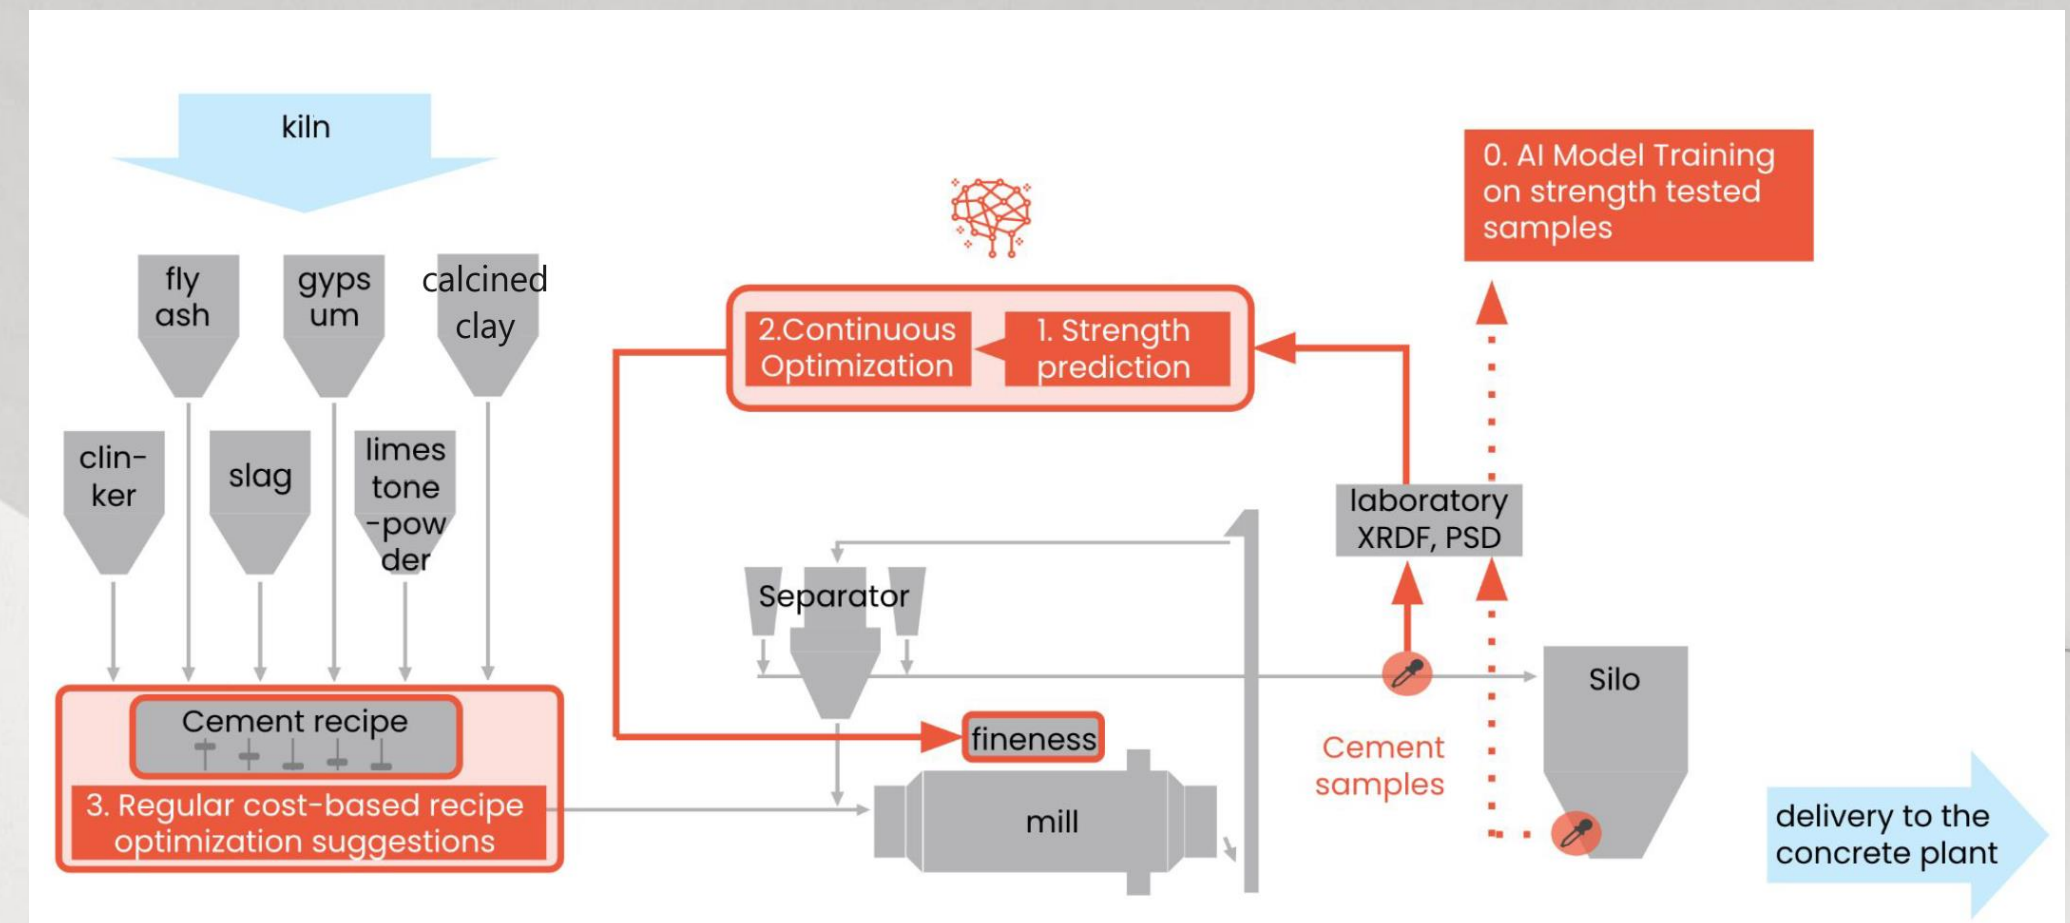 kiln
0. AI Model Training
on strength tested
samples
fly
ash
gyps
um
calcined
clay
2.Continuous
Optimization
1. Strength
prediction
clin-
ker
slag
limes
tone
-pow
der
laboratory
XRDF, PSD
Separator
Silo
Cement recipe
fineness
Cement
samples
3. Regular cost-based recipe
optimization suggestions
mill
delivery to the
concrete plant